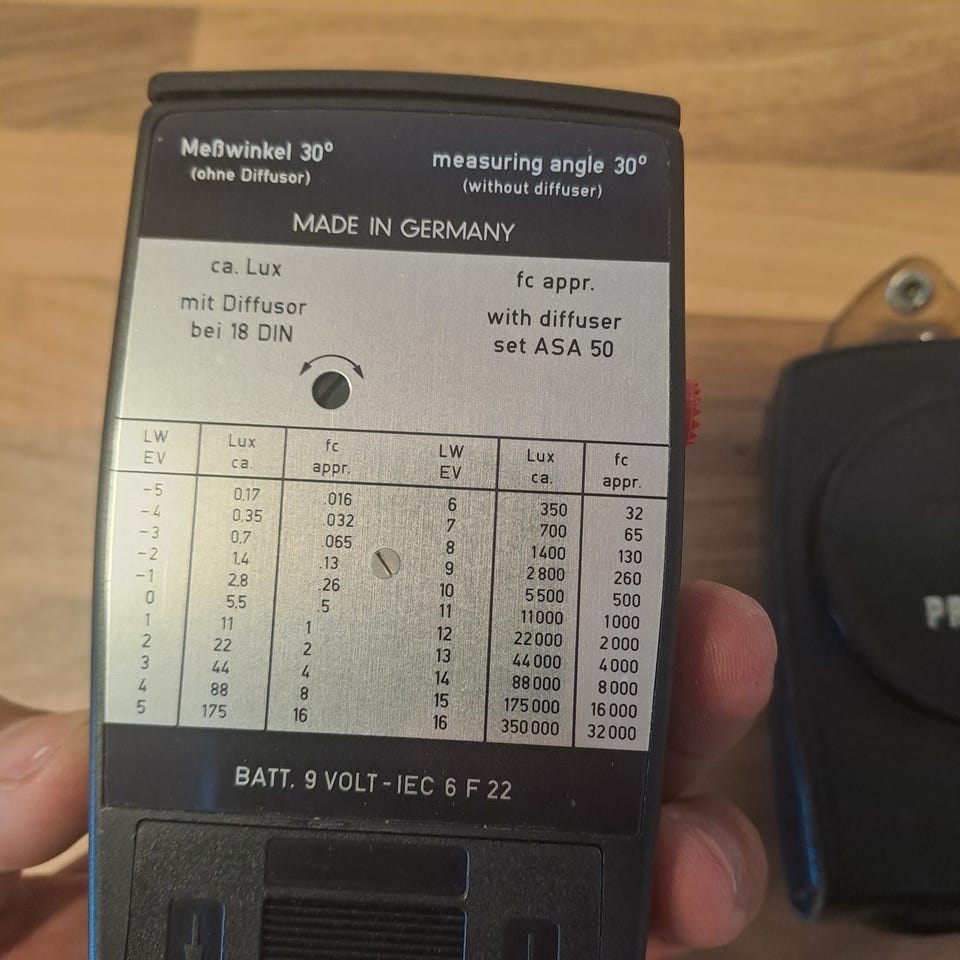 Meßwinkel 30° measuring angle 30°
(ohne Diffusor) (without diffuser)
MADE IN GERMANY
ca. Lux fc appr.
mit Diffusor with diffuser
bei 18 DIN set ASA 50
LW Lux fc LW Lux fc
EV ca. appr. EV ca. appr.
-5 0,17 .016 6 350 32
-4 0,35 .032 7 700 65
-3 0,7 .065 8 1400 130
-2 1,4 .13 9 2800 260
-1 2,8 .26 10 5500 500
0 5,5 .5 11 11000 1000
1 11 1 12 22000 2000
2 22 2 13 44000 4000
3 44 4 14 88000 8000
4 88 8 15 175000 16000
5 175 16 16 350000 32000
BATT. 9 VOLT-IEC 6 F 22